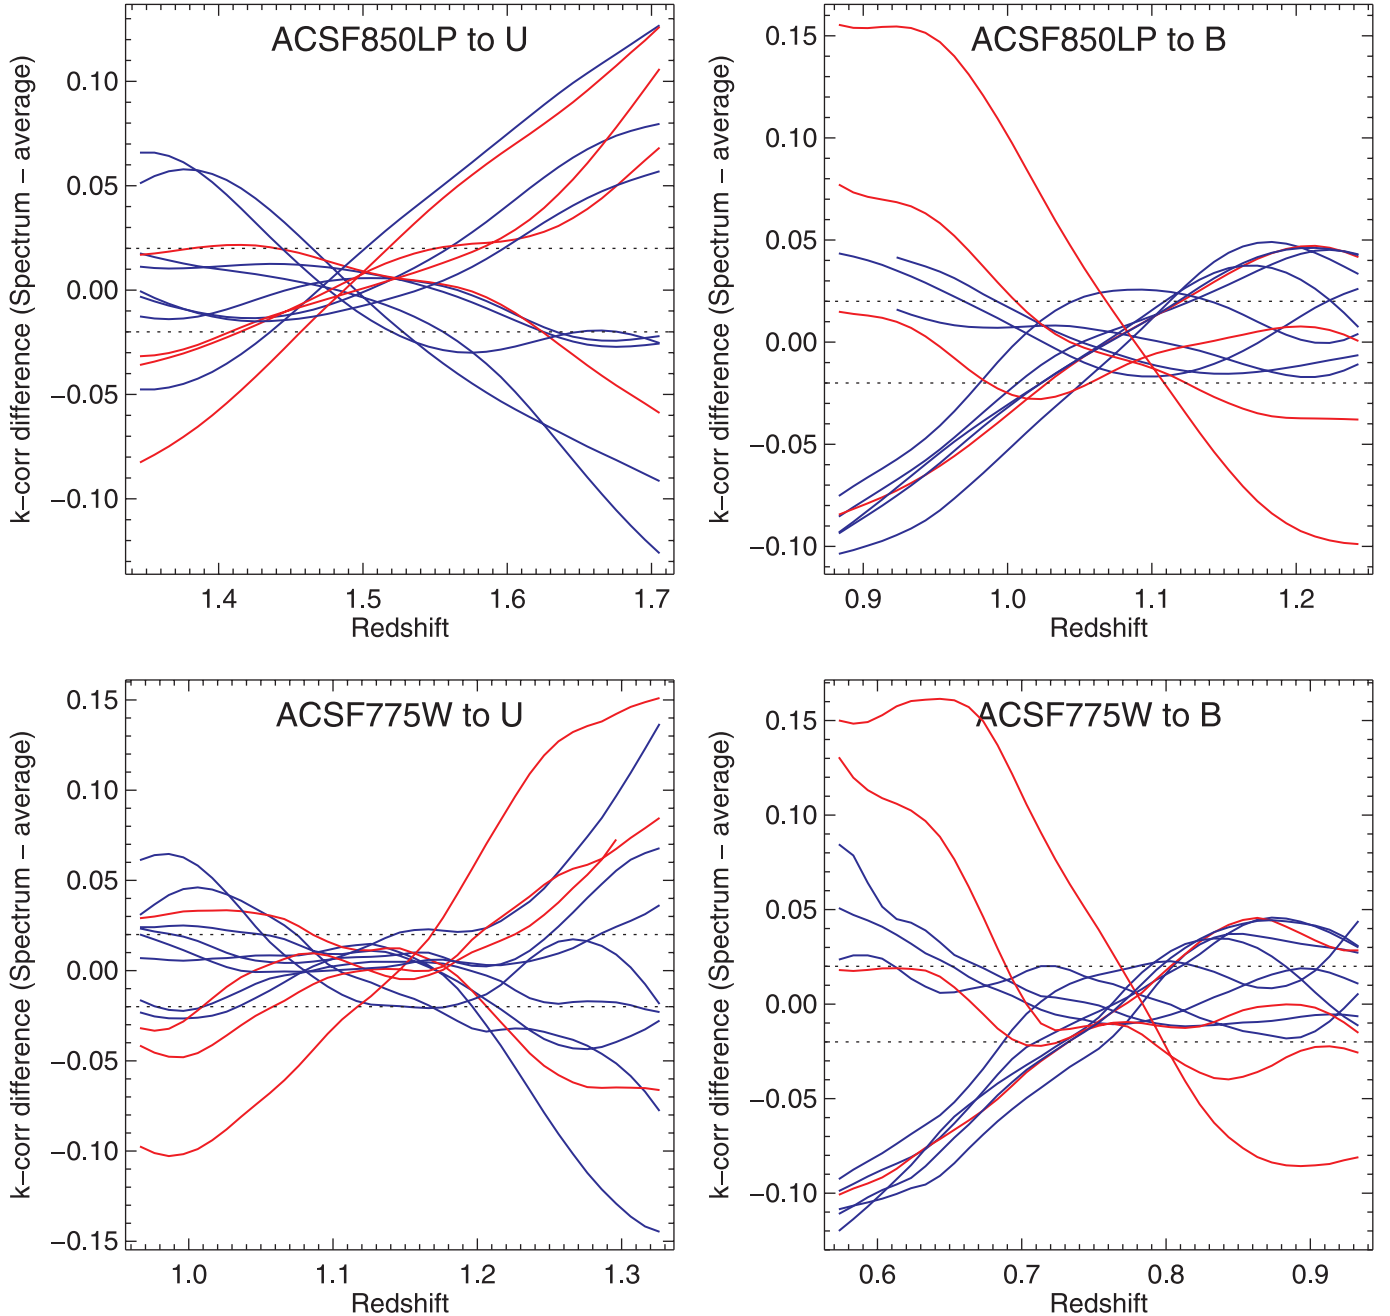 ACSF850LP to U
k−corr difference (Spectrum − average)
0.10
0.05
0.00
−0.05
−0.10
1.4 1.5 1.6 1.7
Redshift
ACSF850LP to B
k−corr difference (Spectrum − average)
0.15
0.10
0.05
0.00
−0.05
−0.10
0.9 1.0 1.1 1.2
Redshift
ACSF775W to U
k−corr difference (Spectrum − average)
0.15
0.10
0.05
0.00
−0.05
−0.10
−0.15
1.0 1.1 1.2 1.3
Redshift
ACSF775W to B
k−corr difference (Spectrum − average)
0.15
0.10
0.05
0.00
−0.05
−0.10
0.6 0.7 0.8 0.9
Redshift